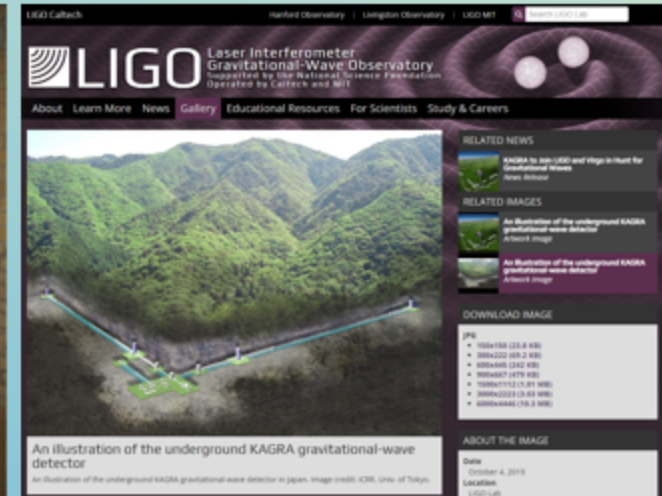 LIGO Caltech
Hanford Observatory | Livingston Observatory | LIGO MIT
Search LIGO Lab
LIGO
Laser Interferometer
Gravitational-Wave Observatory
Supported by the National Science Foundation
Operated by Caltech and MIT
About Learn More News Gallery Educational Resources For Scientists Study & Careers
RELATED NEWS
KAGRA to Join LIGO and Virgo in Hunt for
Gravitational Waves
News Release
RELATED IMAGES
An illustration of the underground KAGRA
gravitational-wave detector
Artwork Image
An illustration of the underground KAGRA
gravitational-wave detector
Artwork Image
DOWNLOAD IMAGE
JPG
150x150 (23.8 KB)
300x222 (69.2 KB)
600x445 (242 KB)
900x667 (479 KB)
1500x1112 (1.01 MB)
3000x2223 (3.03 MB)
6000x4446 (10.3 MB)
An illustration of the underground KAGRA gravitational-wave
detector
An illustration of the underground KAGRA gravitational-wave detector in Japan. Image credit: ICRR, Univ. of Tokyo.
ABOUT THE IMAGE
Date
October 4, 2019
Location
LIGO Lab